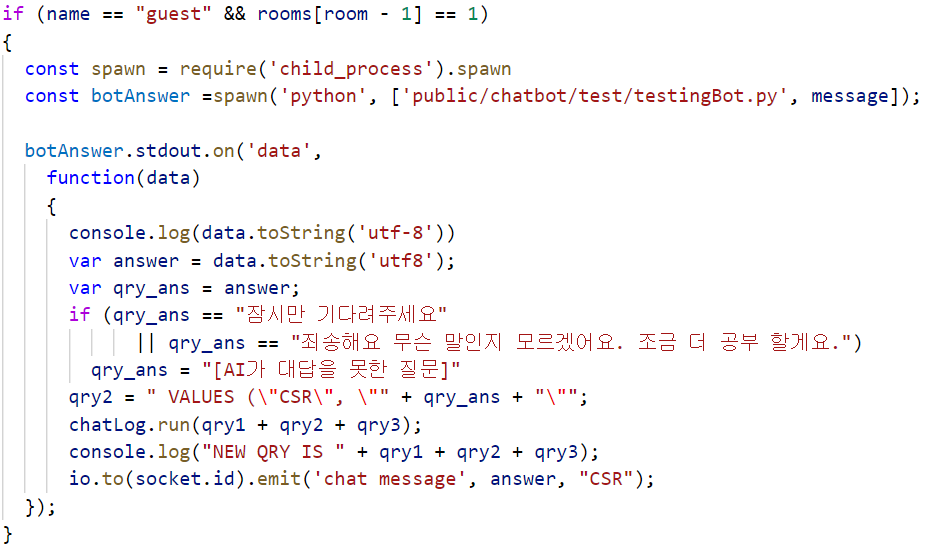 if (name == "guest" && rooms[room - 1] == 1)
{
const spawn = require('child_process').spawn
const botAnswer =spawn('python', ['public/chatbot/test/testingBot.py', message]);
botAnswer.stdout.on('data',
function(data)
{
console.log(data.toString('utf-8'))
var answer = data.toString('utf8');
var qry_ans = answer;
if (qry_ans == "잠시만 기다려주세요"
|| qry_ans == "죄송해요 무슨 말인지 모르겠어요. 조금 더 공부 할게요.")
qry_ans = "[AI가 대답을 못한 질문]"
qry2 = " VALUES (\"CSR\", \"" + qry_ans + "\"";
chatLog.run(qry1 + qry2 + qry3);
console.log("NEW QRY IS " + qry1 + qry2 + qry3);
io.to(socket.id).emit('chat message', answer, "CSR");
});
}